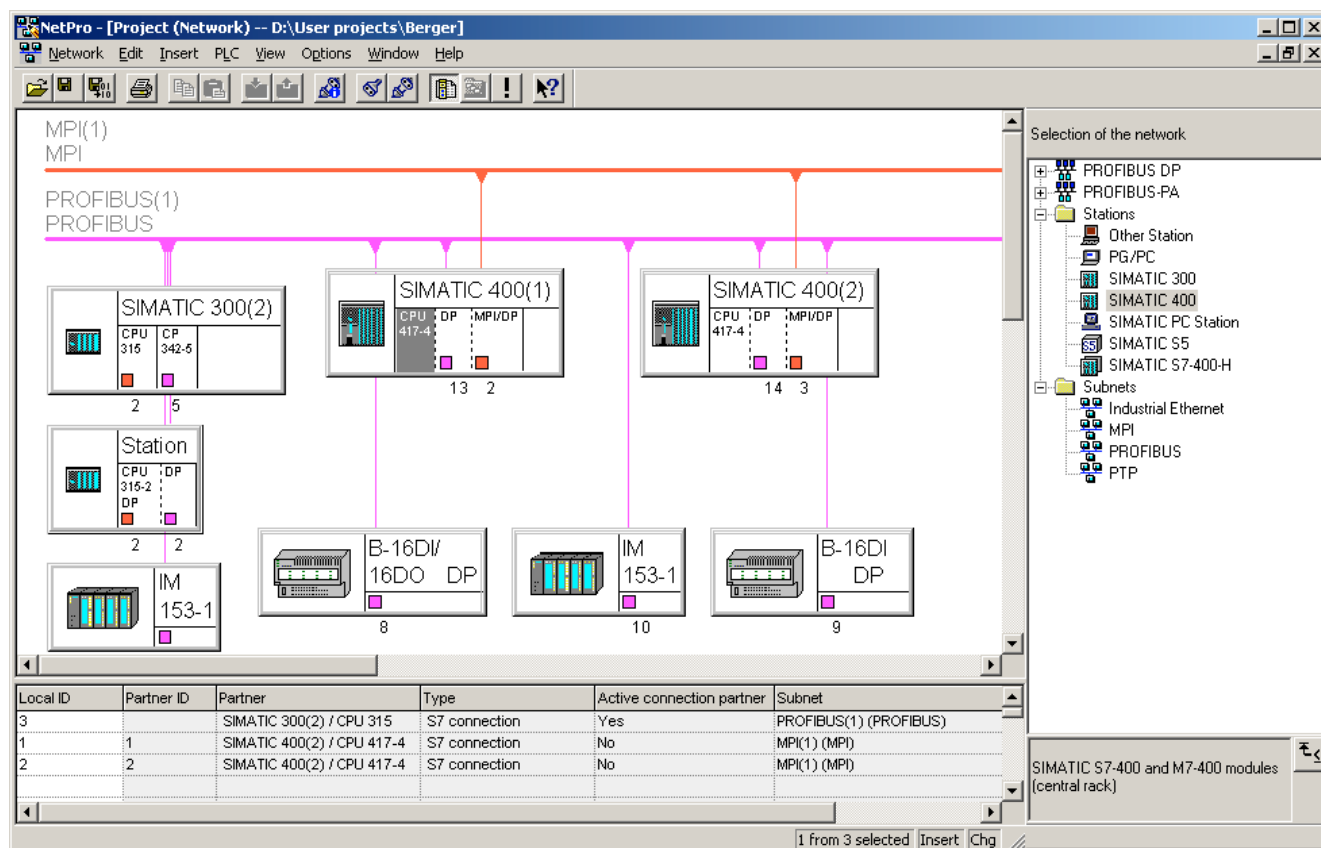 NetPro - [Project (Network) -- D:\User projects\Berger]
Network Edit Insert PLC View Options Window Help
MPI(1)
MPI
PROFIBUS(1)
PROFIBUS
SIMATIC 300(2)
CPU 315
CP 342-5
2 5
SIMATIC 400(1)
CPU 417-4
DP
MPI/DP
13 2
SIMATIC 400(2)
CPU 417-4
DP
MPI/DP
14 3
Station
CPU 315-2 DP
DP
2 2
IM
153-1
B-16DI/
16DO DP
8
IM
153-1
10
B-16DI
DP
9
Selection of the network
PROFIBUS DP
PROFIBUS-PA
Stations
Other Station
PG/PC
SIMATIC 300
SIMATIC 400
SIMATIC PC Station
SIMATIC S5
SIMATIC S7-400-H
Subnets
Industrial Ethernet
MPI
PROFIBUS
PTP
Local ID Partner ID Partner Type Active connection partner Subnet
3 SIMATIC 300(2) / CPU 315 S7 connection Yes PROFIBUS(1) (PROFIBUS)
1 1 SIMATIC 400(2) / CPU 417-4 S7 connection No MPI(1) (MPI)
2 2 SIMATIC 400(2) / CPU 417-4 S7 connection No MPI(1) (MPI)
SIMATIC S7-400 and M7-400 modules
(central rack)
1 from 3 selected Insert Chg